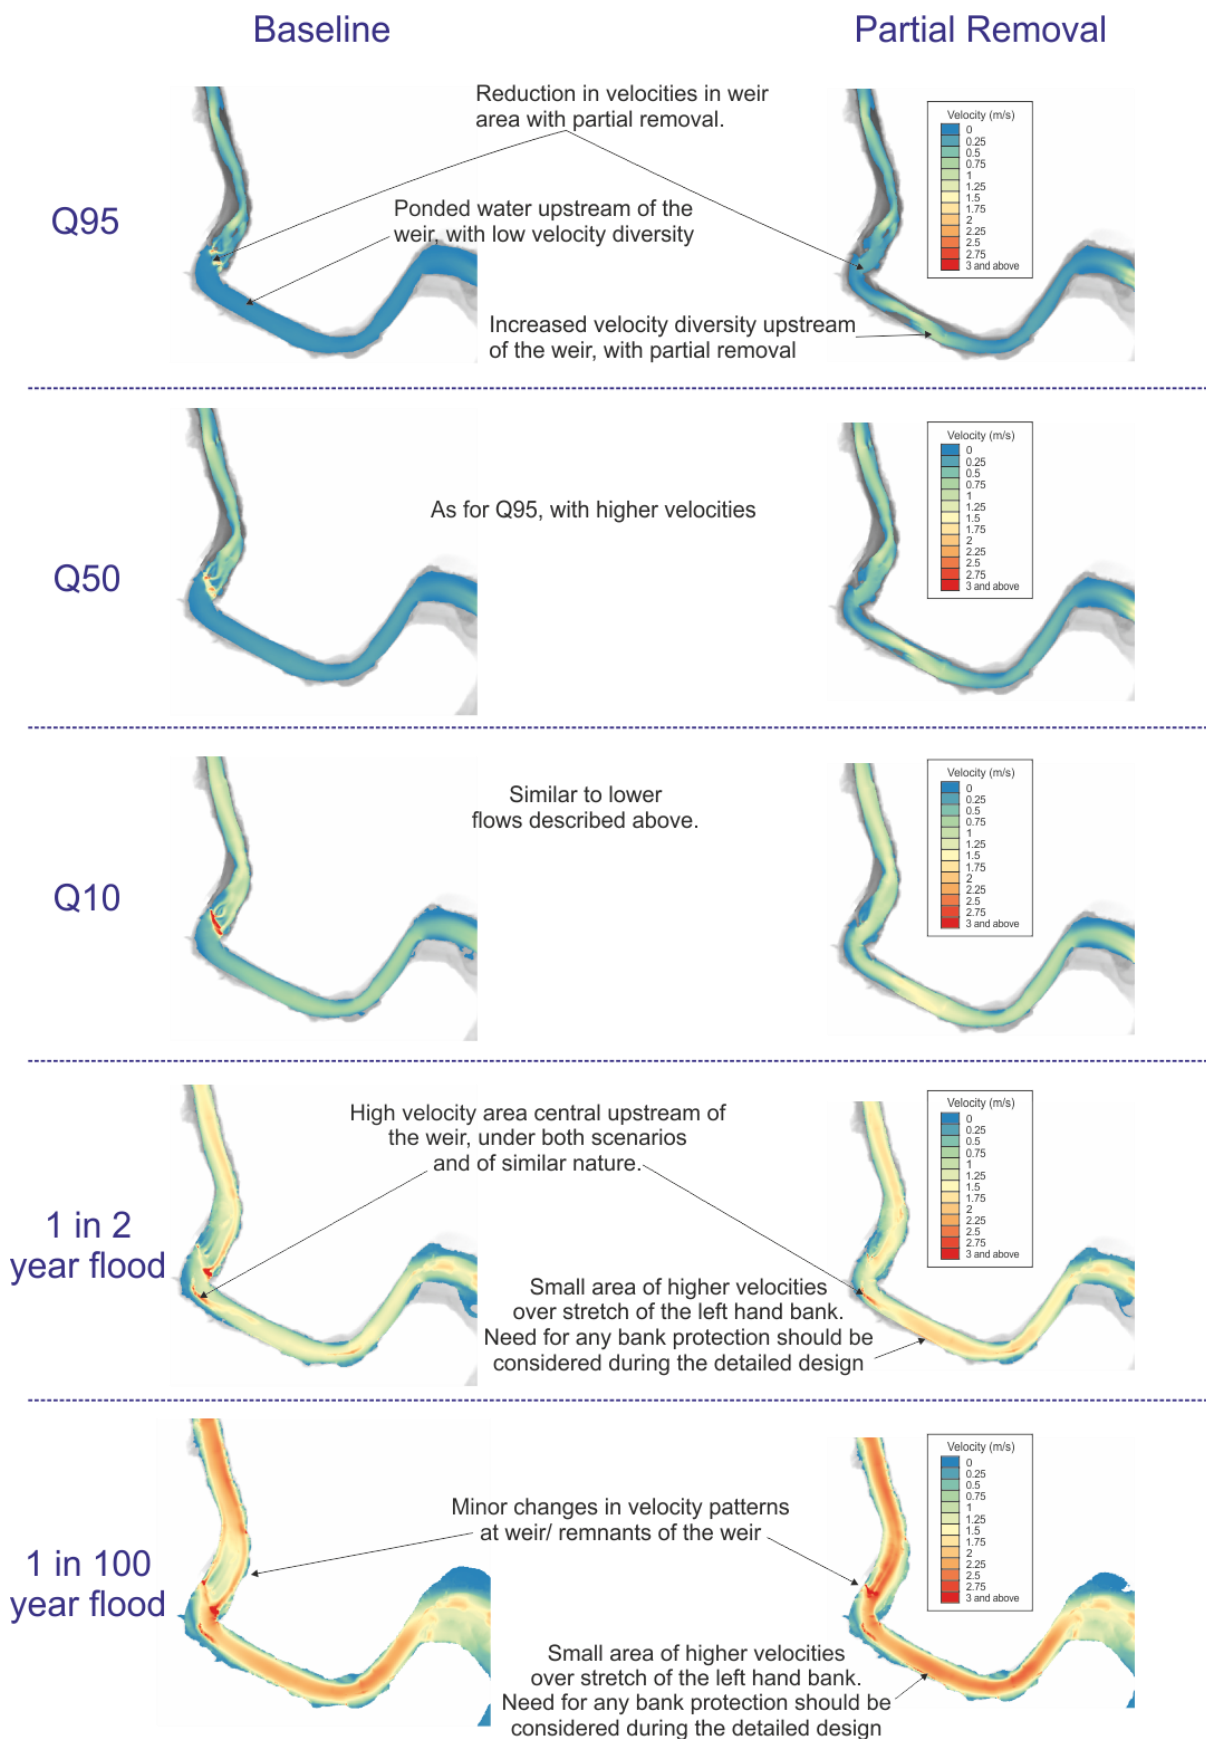 Baseline
Partial Removal
Q95
Reduction in velocities in weir
area with partial removal.
Ponded water upstream of the
weir, with low velocity diversity
Increased velocity diversity upstream
of the weir, with partial removal
Velocity (m/s)
0
0.25
0.5
0.75
1
1.25
1.5
1.75
2
2.25
2.5
2.75
3 and above
Q50
As for Q95, with higher velocities
Velocity (m/s)
0
0.25
0.5
0.75
1
1.25
1.5
1.75
2
2.25
2.5
2.75
3 and above
Q10
Similar to lower
flows described above.
Velocity (m/s)
0
0.25
0.5
0.75
1
1.25
1.5
1.75
2
2.25
2.5
2.75
3 and above
1 in 2
year flood
High velocity area central upstream of
the weir, under both scenarios
and of similar nature.
Small area of higher velocities
over stretch of the left hand bank.
Need for any bank protection should be
considered during the detailed design
Velocity (m/s)
0
0.25
0.5
0.75
1
1.25
1.5
1.75
2
2.25
2.5
2.75
3 and above
1 in 100
year flood
Minor changes in velocity patterns
at weir/ remnants of the weir
Small area of higher velocities
over stretch of the left hand bank.
Need for any bank protection should be
considered during the detailed design
Velocity (m/s)
0
0.25
0.5
0.75
1
1.25
1.5
1.75
2
2.25
2.5
2.75
3 and above